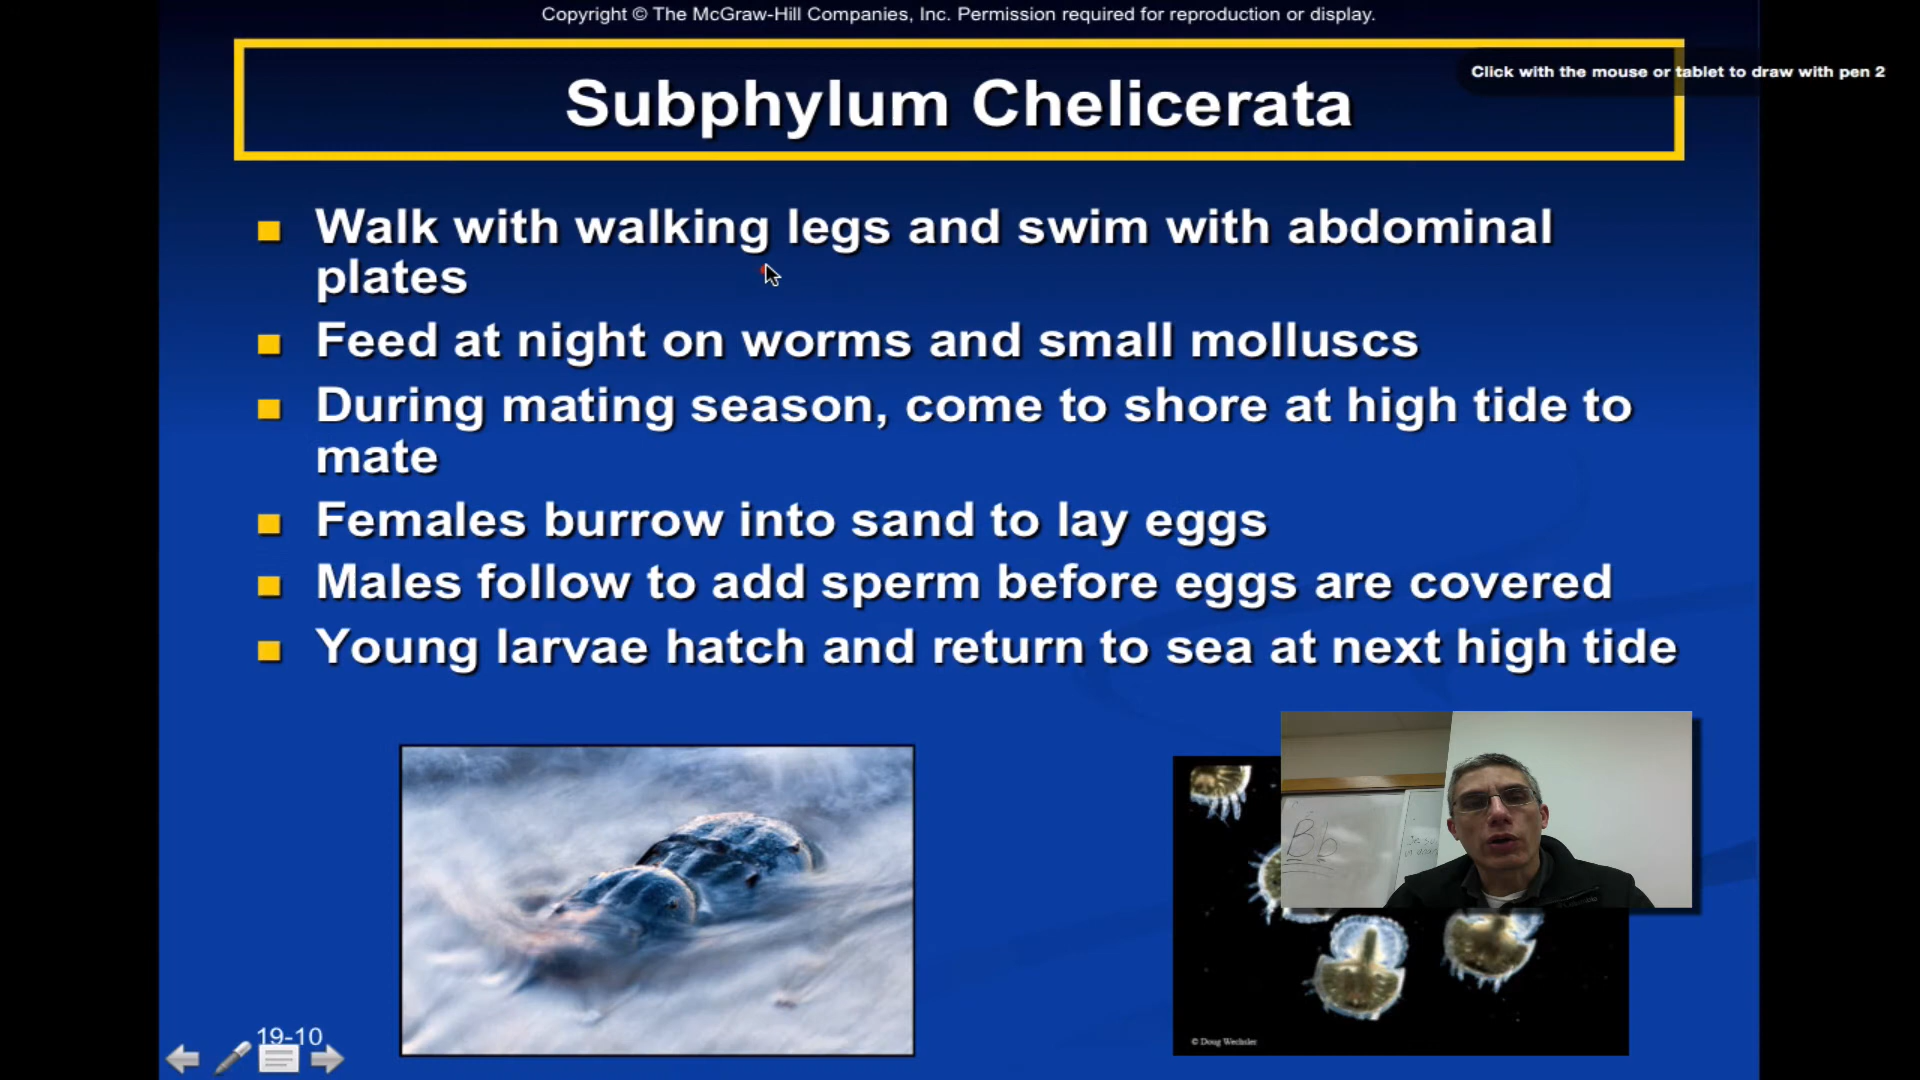 Copyright © The McGraw-Hill Companies, Inc. Permission required for reproduction or display.
Click with the mouse or tablet to draw with pen 2
Subphylum Chelicerata
Walk with walking legs and swim with abdominal
plates
Feed at night on worms and small molluscs
During mating season, come to shore at high tide to
mate
Females burrow into sand to lay eggs
Males follow to add sperm before eggs are covered
Young larvae hatch and return to sea at next high tide
Bb
© Doug Wechsler
19-10